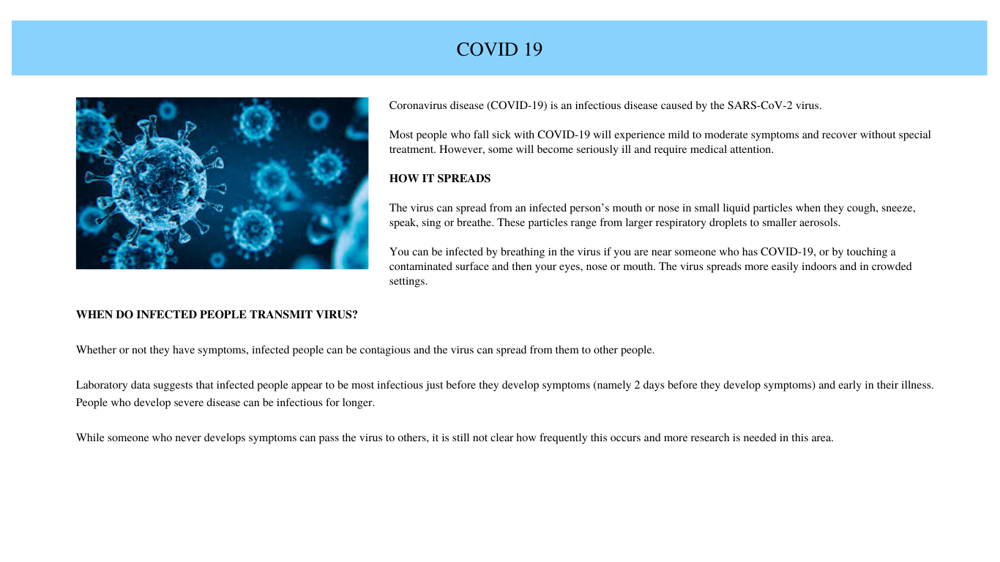 COVID 19
Coronavirus disease (COVID-19) is an infectious disease caused by the SARS-CoV-2 virus.
Most people who fall sick with COVID-19 will experience mild to moderate symptoms and recover without special
treatment. However, some will become seriously ill and require medical attention.
HOW IT SPREADS
The virus can spread from an infected person’s mouth or nose in small liquid particles when they cough, sneeze,
speak, sing or breathe. These particles range from larger respiratory droplets to smaller aerosols.
You can be infected by breathing in the virus if you are near someone who has COVID-19, or by touching a
contaminated surface and then your eyes, nose or mouth. The virus spreads more easily indoors and in crowded
settings.
WHEN DO INFECTED PEOPLE TRANSMIT VIRUS?
Whether or not they have symptoms, infected people can be contagious and the virus can spread from them to other people.
Laboratory data suggests that infected people appear to be most infectious just before they develop symptoms (namely 2 days before they develop symptoms) and early in their illness.
People who develop severe disease can be infectious for longer.
While someone who never develops symptoms can pass the virus to others, it is still not clear how frequently this occurs and more research is needed in this area.